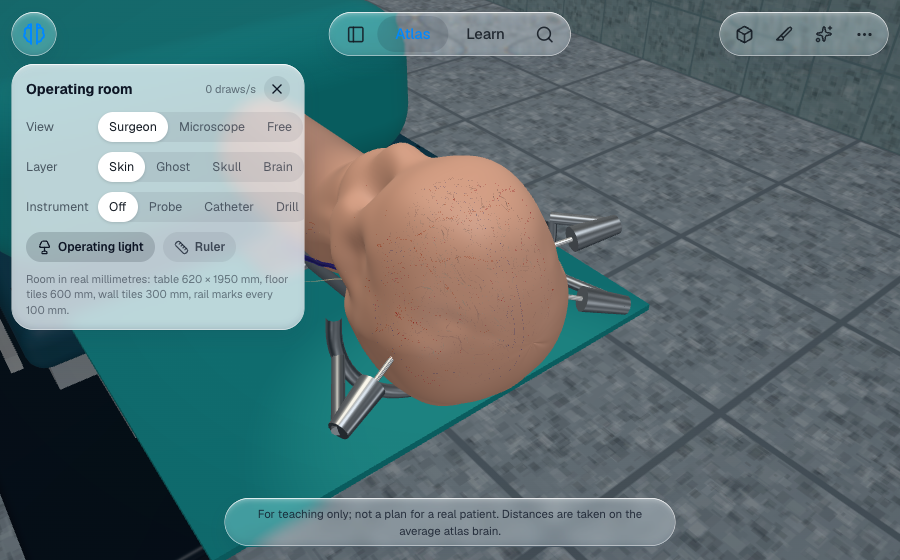 Atlas
Learn
Operating room
0 draws/s
View
Surgeon
Microscope
Free
Layer
Skin
Ghost
Skull
Brain
Instrument
Off
Probe
Catheter
Drill
Operating light
Ruler
Room in real millimetres: table 620 × 1950 mm, floor
tiles 600 mm, wall tiles 300 mm, rail marks every
100 mm.
For teaching only; not a plan for a real patient. Distances are taken on the
average atlas brain.